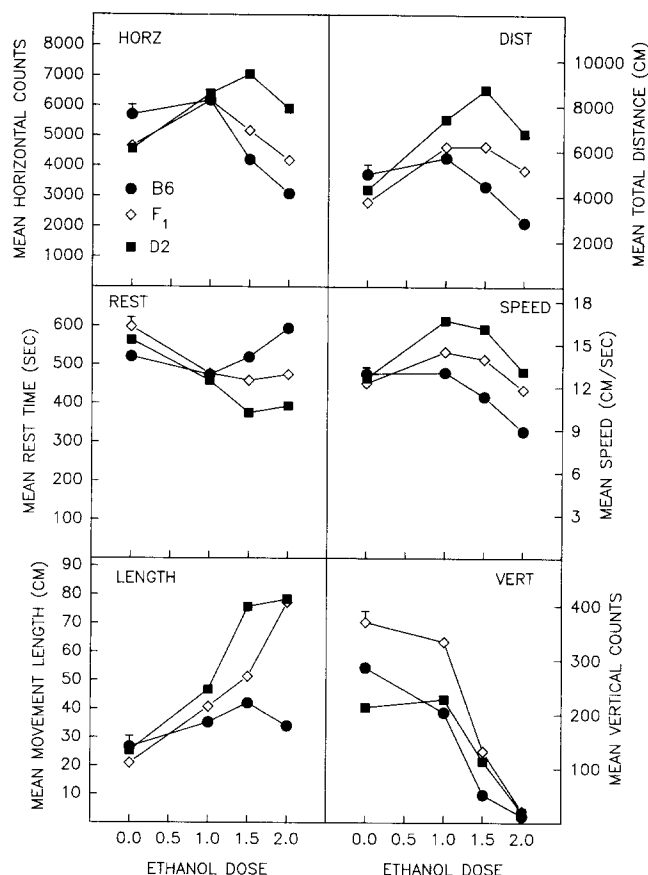 HORZ
MEAN HORIZONTAL COUNTS
8000
7000
6000
5000
4000
3000
2000
1000
B6
F1
D2
DIST
MEAN TOTAL DISTANCE (CM)
10000
8000
6000
4000
2000
REST
MEAN REST TIME (SEC)
600
500
400
300
200
100
SPEED
MEAN SPEED (CM/SEC)
18
15
12
9
6
3
LENGTH
MEAN MOVEMENT LENGTH (CM)
90
80
70
60
50
40
30
20
10
0.0 0.5 1.0 1.5 2.0
ETHANOL DOSE
VERT
MEAN VERTICAL COUNTS
400
300
200
100
0.0 0.5 1.0 1.5 2.0
ETHANOL DOSE